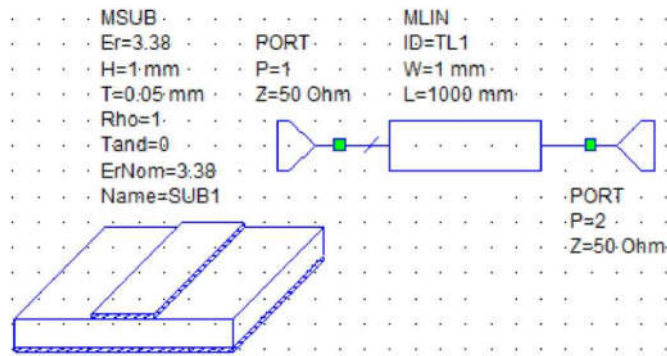 MSUB
Er=3.38
H=1 mm
T=0.05 mm
Rho=1
Tand=0
ErNom=3.38
Name=SUB1
PORT
P=1
Z=50 Ohm
MLIN
ID=TL1
W=1 mm
L=1000 mm
PORT
P=2
Z=50 Ohm